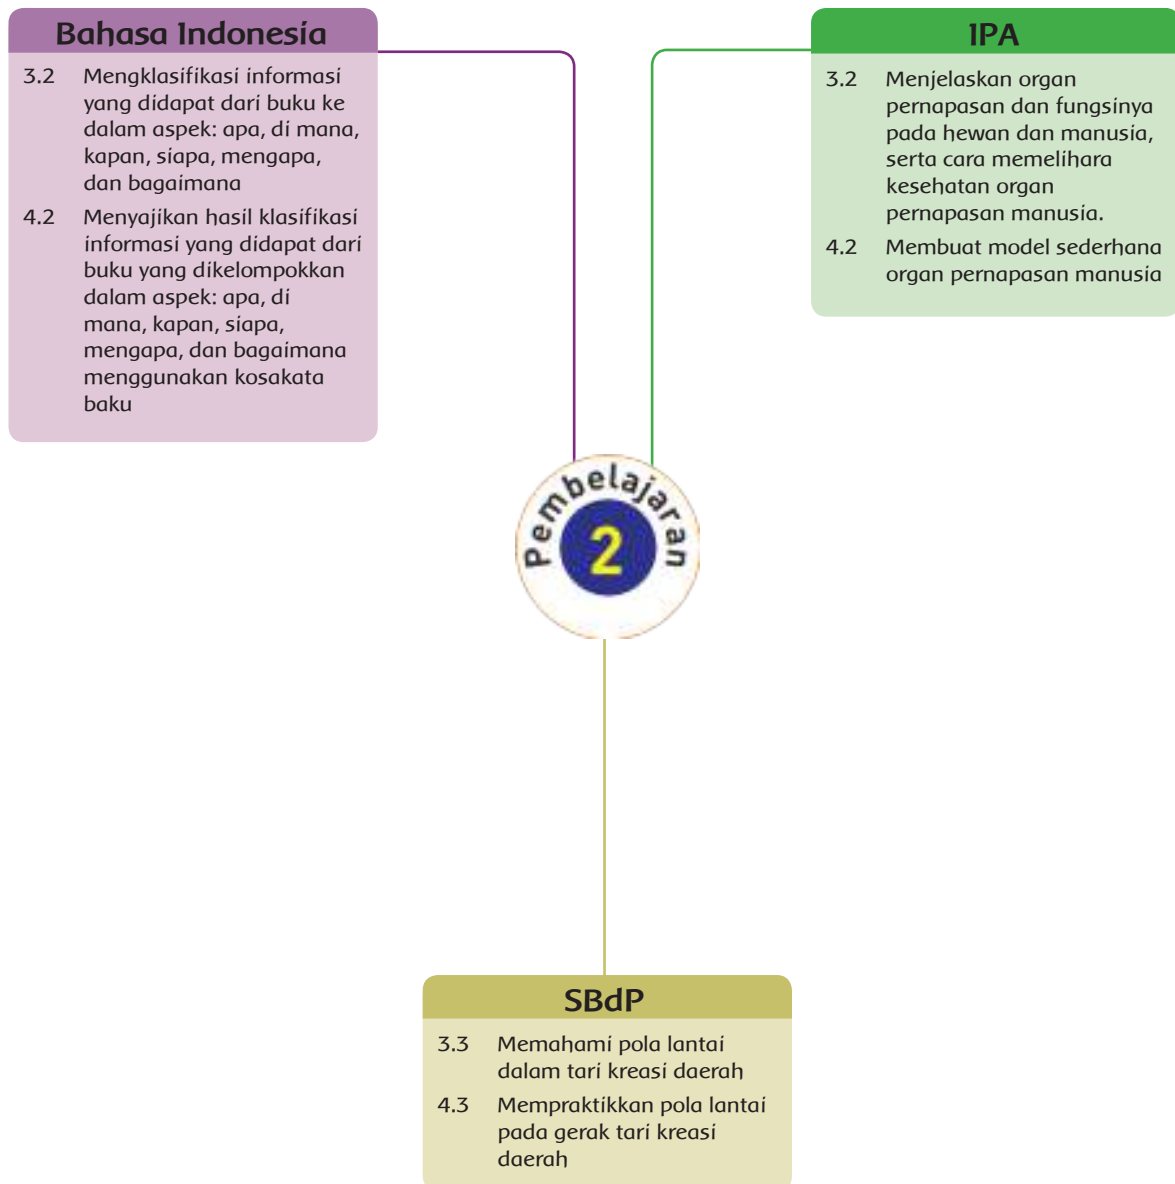 Bahasa Indonesia
3.2 Mengklasifikasi informasi
yang didapat dari buku ke
dalam aspek: apa, di mana,
kapan, siapa, mengapa,
dan bagaimana
4.2 Menyajikan hasil klasifikasi
informasi yang didapat dari
buku yang dikelompokkan
dalam aspek: apa, di
mana, kapan, siapa,
mengapa, dan bagaimana
menggunakan kosakata
baku
IPA
3.2 Menjelaskan organ
pernapasan dan fungsinya
pada hewan dan manusia,
serta cara memelihara
kesehatan organ
pernapasan manusia.
4.2 Membuat model sederhana
organ pernapasan manusia
Pembelajaran
2
SBdP
3.3 Memahami pola lantai
dalam tari kreasi daerah
4.3 Mempraktikkan pola lantai
pada gerak tari kreasi
daerah